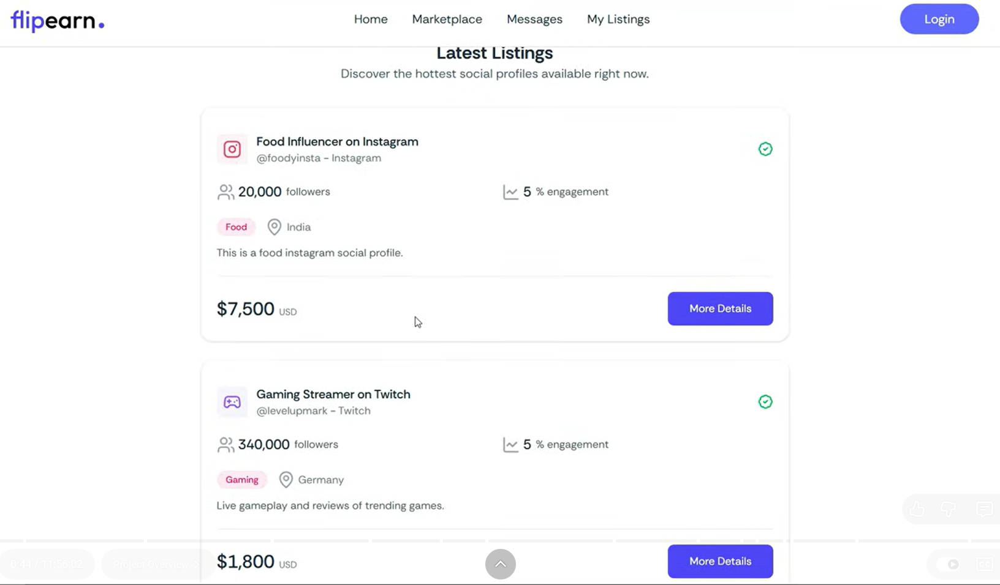 flipearn.
Home Marketplace Messages My Listings Login
Latest Listings
Discover the hottest social profiles available right now.
Food Influencer on Instagram
@foodyinsta - Instagram
20,000 followers 5 % engagement
Food India
This is a food instagram social profile.
$7,500 USD More Details
Gaming Streamer on Twitch
@levelupmark - Twitch
340,000 followers 5 % engagement
Gaming Germany
Live gameplay and reviews of trending games.
0:44 / 11:56:02 Project Overview $1,800 USD More Details CC